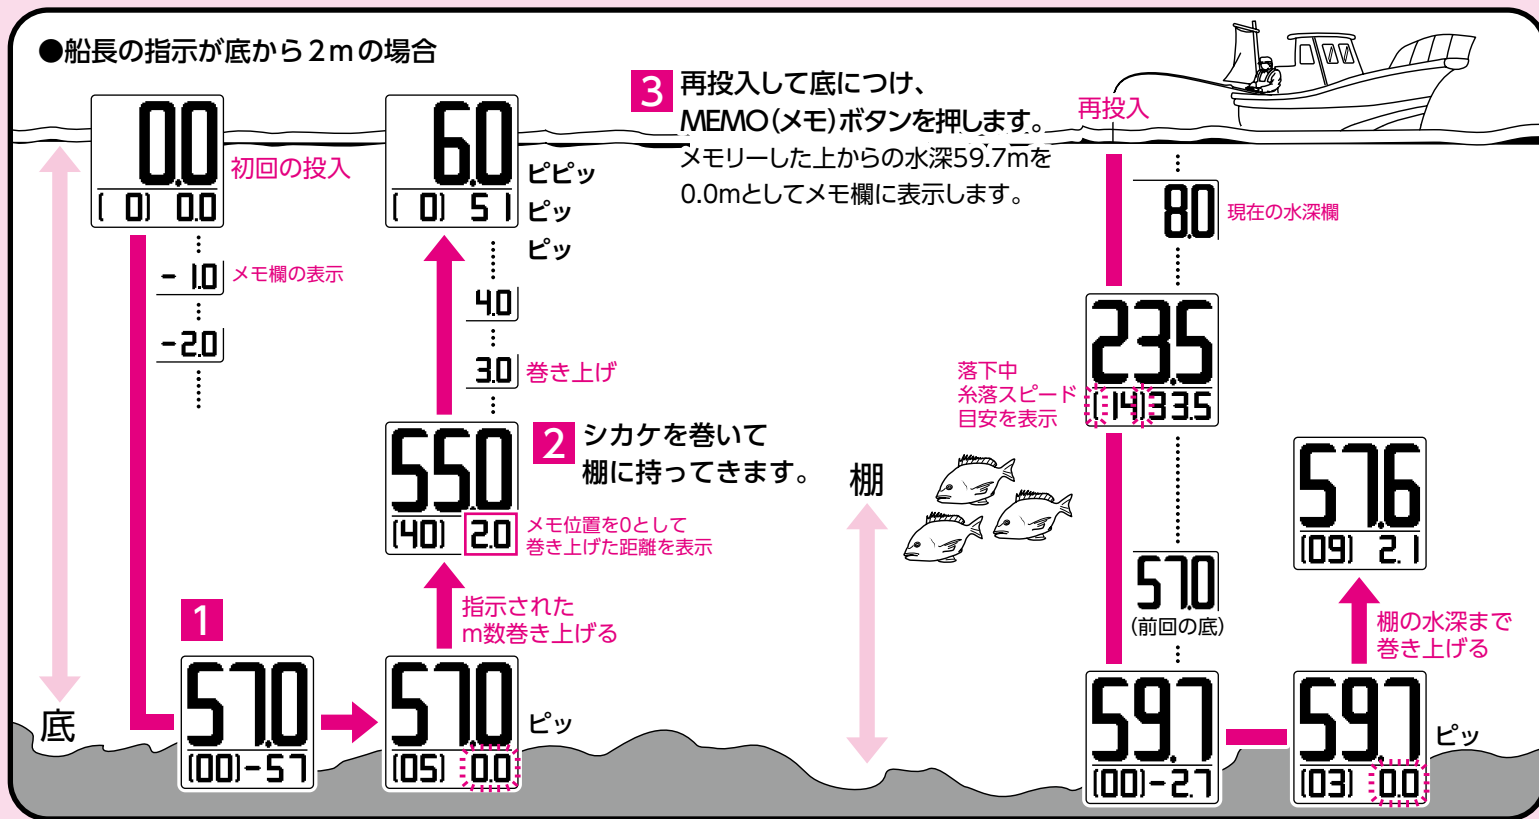 ●船長の指示が底から2mの場合
0.0
( 0) 0.0
初回の投入
- 1.0
メモ欄の表示
-2.0
底
1
57.0
(00)-57
57.0
(05) 0.0
ピッ
指示された
m数巻き上げる
55.0
(40) 2.0
2
シカケを巻いて
棚に持ってきます。
メモ位置を0として
巻き上げた距離を表示
3.0
巻き上げ
4.0
6.0
( 0) 51
ピピッ
ピッ
ピッ
3
再投入して底につけ、
MEMO(メモ)ボタンを押します。
メモリーした上からの水深59.7mを
0.0mとしてメモ欄に表示します。
再投入
8.0
現在の水深欄
23.5
(14)33.5
落下中
糸落スピード
目安を表示
棚
57.0
(前回の底)
59.7
(00)-2.7
59.7
(03) 0.0
ピッ
棚の水深まで
巻き上げる
57.6
(09) 2.1